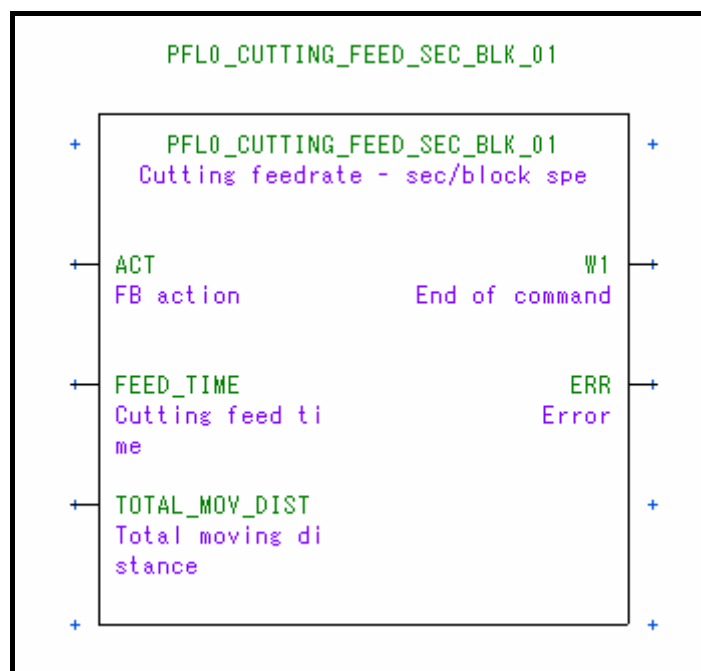 PFL0_CUTTING_FEED_SEC_BLK_01
PFL0_CUTTING_FEED_SEC_BLK_01
Cutting feedrate - sec/block spe
ACT W1
FB action End of command
FEED_TIME ERR
Cutting feed ti Error
me
TOTAL_MOV_DIST
Total moving di
stance